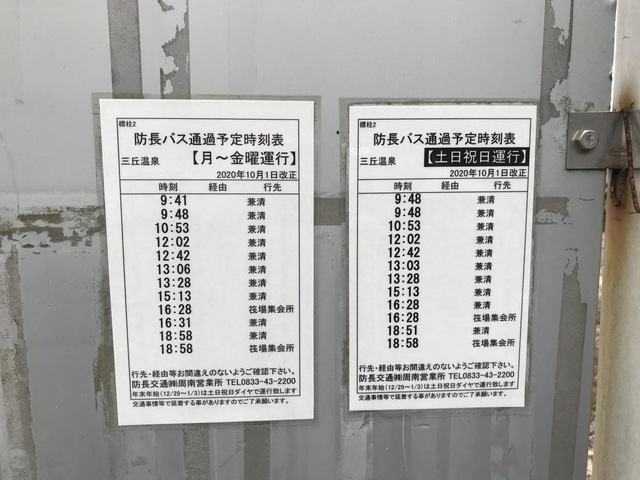 標柱2
防長バス通過予定時刻表
三丘温泉 【月～金曜運行】
2020年10月1日改正
時刻 経由 行先
9:41 兼清
9:48 兼清
10:53 兼清
12:02 兼清
12:42 兼清
13:06 兼清
13:28 兼清
15:13 兼清
16:28 筏場集会所
16:31 兼清
18:58 兼清
18:58 筏場集会所
行先・経由等お間違えのないようご確認下さい。
防長交通㈱周南営業所 TEL0833-43-2200
年末年始(12/29～1/3)は土日祝日ダイヤで運行致します
交通事情等で延着する事がありますのでご了承願います。
標柱2
防長バス通過予定時刻表
三丘温泉 【土日祝日運行】
2020年10月1日改正
時刻 経由 行先
9:48 兼清
9:48 兼清
10:53 兼清
12:02 兼清
12:42 兼清
13:03 兼清
13:28 兼清
15:13 兼清
16:28 筏場集会所
18:51 兼清
18:58 筏場集会所
行先・経由等お間違えのないようご確認下さい。
防長交通㈱周南営業所 TEL0833-43-2200
年末年始(12/29～1/3)は土日祝日ダイヤで運行致します
交通事情等で延着する事がありますのでご了承願います。